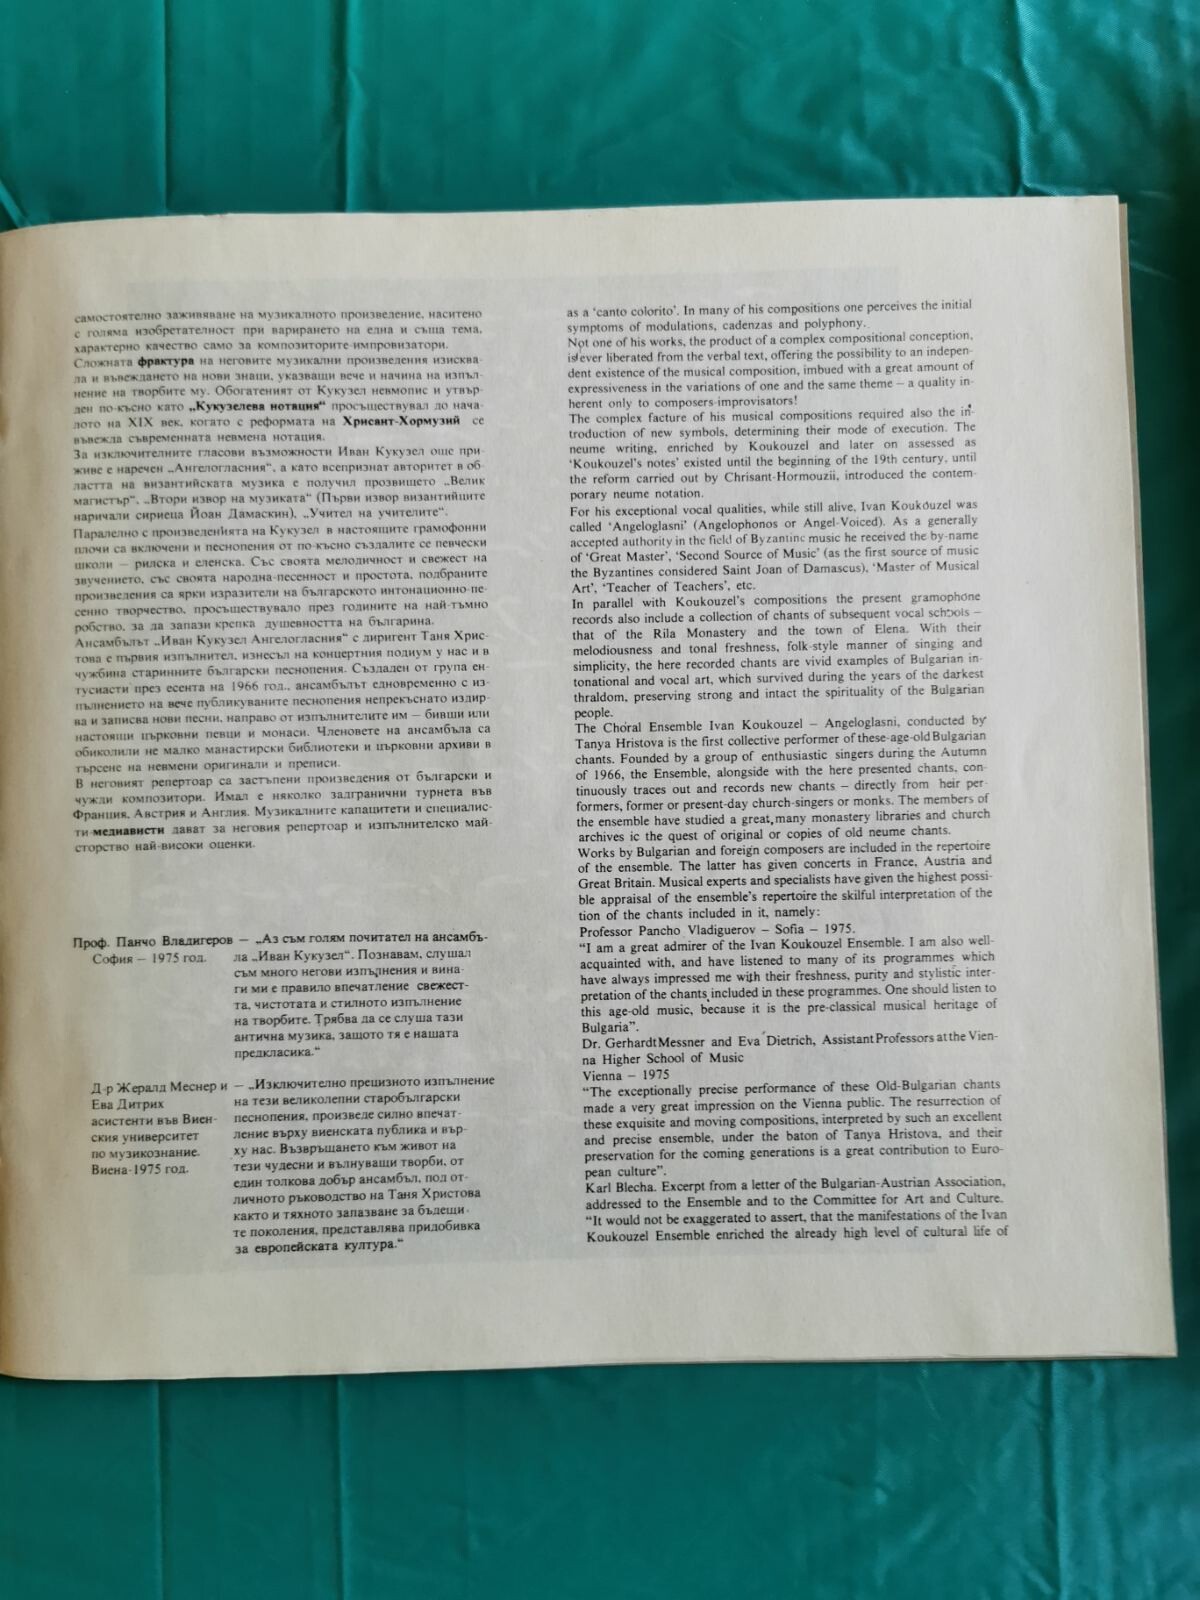 самостоятелно заживяване на музикалното произведение, наситено
с голяма изобретателност при варирането на една и съща тема,
характерно качество само за композиторите-импровизатори.
Сложната фрактура на неговите музикални произведения изисква-
ла и въвеждането на нови знаци, указващи вече и начина на изпъл-
нение на творбите му. Обогатеният от Кукузел невмопис и утвър-
ден по-късно като „Кукузелева нотация“ просъществувал до нача-
лото на XIX век, когато с реформата на Хрисант-Хормузий се
въвежда съвременната невмена нотация.
За изключителните гласови възможности Иван Кукузел още при-
живе е наречен „Ангелогласния“, а като всепризнат авторитет в об-
ластта на византийската музика е получил прозвището „Велик
магистър“, „Втори извор на музиката“ (Първи извор византийците
наричали сириеца Йоан Дамаскин), „Учител на учителите“.
Паралелно с произведенията на Кукузел в настоящите грамофонни
плочи са включени и песнопения от по-късно създалите се певчески
школи — рилска и еленска. Със своята мелодичност и свежест на
звучението, със своята народна-песенност и простота, подбраните
произведения са ярки изразители на българското интонационно-пе-
сенно творчество, просъществувало през годините на най-тъмно
робство, за да запази крепка душевността на българина.
Ансамбълът „Иван Кукузел Ангелогласния“ с диригент Таня Хрис-
това е първия изпълнител, изнесъл на концертния подиум у нас и в
чужбина старинните български песнопения. Създаден от група ен-
тусиасти през есента на 1966 год., ансамбълът едновременно с из-
пълнението на вече публикуваните песнопения непрекъснато издир-
ва и записва нови песни, направо от изпълнителите им — бивши или
настоящи църковни певци и монаси. Членовете на ансамбъла са
обиколили не малко манастирски библиотеки и църковни архиви в
търсене на невмени оригинали и преписи.
В неговият репертоар са застъпени произведения от български и
чужди композитори. Имал е няколко задгранични турнета във
Франция, Австрия и Англия. Музикалните капацитети и специалис-
ти-медиависти дават за неговия репертоар и изпълнителско май-
сторство най-високи оценки.
Проф. Панчо Владигеров — „Аз съм голям почитател на ансамбъ-
София — 1975 год. ла „Иван Кукузел“. Познавам, слушал
съм много негови изпълнения и вина-
ги ми е правило впечатление свежест-
та, чистотата и стилното изпълнение
на творбите. Трябва да се слуша тази
антична музика, защото тя е нашата
предкласика.“
Д-р Жералд Меснер и — „Изключително прецизното изпълнение
Ева Дитрих на тези великолепни старобългарски
асистенти във Виен- песнопения, произведе силно впечат-
ския университет ление върху виенската публика и вър-
по музикознание. ху нас. Възвръщането към живот на
Виена-1975 год. тези чудесни и вълнуващи творби, от
един толкова добър ансамбъл, под от-
личното ръководство на Таня Христова
както и тяхното запазване за бъдещи-
те поколения, представлява придобивка
за европейската култура.“
as a ‘canto colorito’. In many of his compositions one perceives the initial
symptoms of modulations, cadenzas and polyphony.
Not one of his works, the product of a complex compositional conception,
is ever liberated from the verbal text, offering the possibility to an indepen-
dent existence of the musical composition, imbued with a great amount of
expressiveness in the variations of one and the same theme – a quality in-
herent only to composers-improvisators!
The complex facture of his musical compositions required also the in-
troduction of new symbols, determining their mode of execution. The
neume writing, enriched by Koukouzel and later on assessed as
‘Koukouzel’s notes’ existed until the beginning of the 19th century, until
the reform carried out by Chrisant-Hormouzii, introduced the contem-
porary neume notation.
For his exceptional vocal qualities, while still alive, Ivan Koukouzel was
called ‘Angeloglasni’ (Angelophonos or Angel-Voiced). As a generally
accepted authority in the field of Byzantine music he received the by-name
of ‘Great Master’, ‘Second Source of Music’ (as the first source of music
the Byzantines considered Saint Joan of Damascus), ‘Master of Musical
Art’, ‘Teacher of Teachers’, etc.
In parallel with Koukouzel’s compositions the present gramophone
records also include a collection of chants of subsequent vocal schools –
that of the Rila Monastery and the town of Elena. With their
melodiousness and tonal freshness, folk-style manner of singing and
simplicity, the here recorded chants are vivid examples of Bulgarian in-
tonational and vocal art, which survived during the years of the darkest
thraldom, preserving strong and intact the spirituality of the Bulgarian
people.
The Choral Ensemble Ivan Koukouzel – Angeloglasni, conducted by
Tanya Hristova is the first collective performer of these-age-old Bulgarian
chants. Founded by a group of enthusiastic singers during the Autumn
of 1966, the Ensemble, alongside with the here presented chants, con-
tinuously traces out and records new chants – directly from heir per-
formers, former or present-day church-singers or monks. The members of
the ensemble have studied a great many monastery libraries and church
archives ic the quest of original or copies of old neume chants.
Works by Bulgarian and foreign composers are included in the repertoire
of the ensemble. The latter has given concerts in France, Austria and
Great Britain. Musical experts and specialists have given the highest possi-
ble appraisal of the ensemble’s repertoire the skilful interpretation of the
tion of the chants included in it, namely:
Professor Pancho Vladiguerov – Sofia – 1975.
“I am a great admirer of the Ivan Koukouzel Ensemble. I am also well-
acquainted with, and have listened to many of its programmes which
have always impressed me with their freshness, purity and stylistic inter-
pretation of the chants included in these programmes. One should listen to
this age-old music, because it is the pre-classical musical heritage of
Bulgaria”.
Dr. Gerhardt Messner and Eva Dietrich, Assistant Professors at the Vien-
na Higher School of Music
Vienna – 1975
“The exceptionally precise performance of these Old-Bulgarian chants
made a very great impression on the Vienna public. The resurrection of
these exquisite and moving compositions, interpreted by such an excellent
and precise ensemble, under the baton of Tanya Hristova, and their
preservation for the coming generations is a great contribution to Euro-
pean culture”.
Karl Blecha. Excerpt from a letter of the Bulgarian-Austrian Association,
addressed to the Ensemble and to the Committee for Art and Culture.
“It would not be exaggerated to assert, that the manifestations of the Ivan
Koukouzel Ensemble enriched the already high level of cultural life of